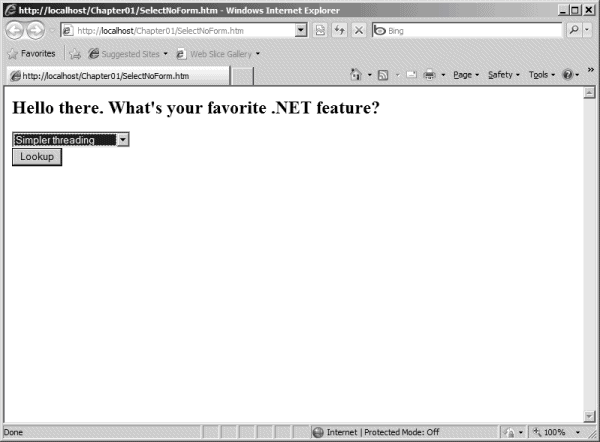 http://localhost/Chapter01/SelectNoForm.htm - Windows Internet Explorer
http://localhost/Chapter01/SelectNoForm.htm
Bing
Favorites
Suggested Sites
Web Slice Gallery
http://localhost/Chapter01/SelectNoForm.htm
Page
Safety
Tools
Hello there. What's your favorite .NET feature?
Simpler threading
Lookup
Done
Internet | Protected Mode: Off
100%